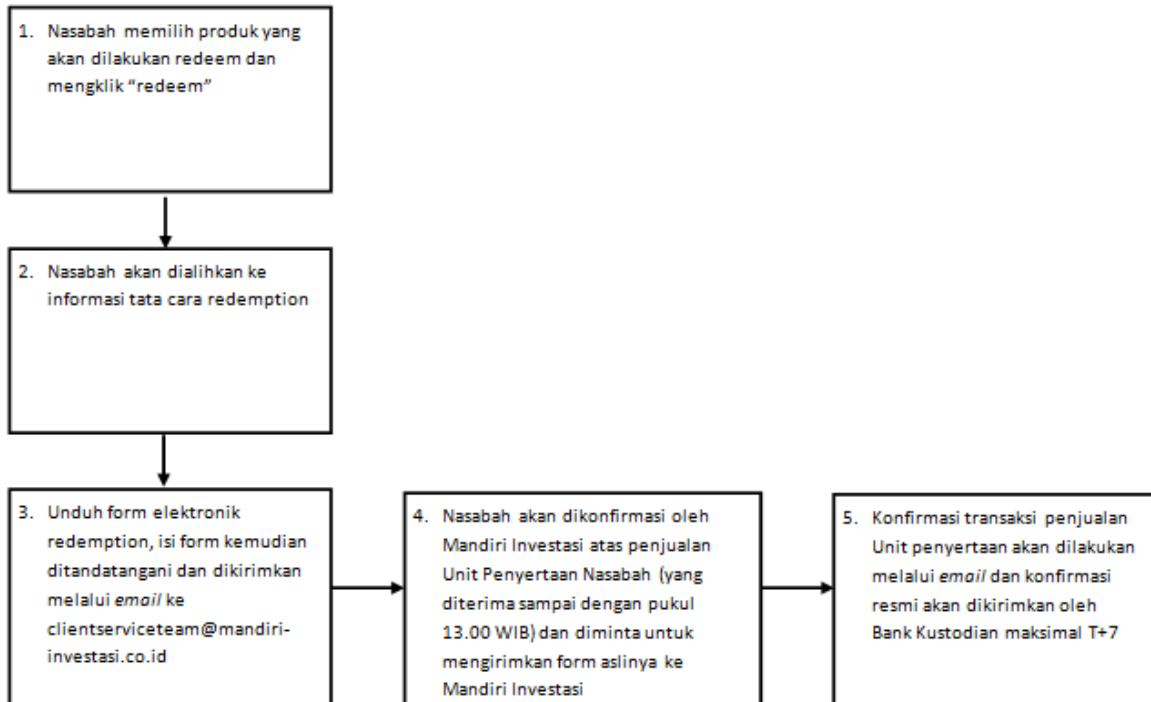 1. Nasabah memilih produk yang
akan dilakukan redeem dan
mengklik “redeem”
2. Nasabah akan dialihkan ke
informasi tata cara redemption
3. Unduh form elektronik
redemption, isi form kemudian
ditandatangani dan dikirimkan
melalui email ke
clientserviceteam@mandiri-
investasi.co.id
4. Nasabah akan dikonfirmasi oleh
Mandiri Investasi atas penjualan
Unit Penyertaan Nasabah (yang
diterima sampai dengan pukul
13.00 WIB) dan diminta untuk
mengirimkan form aslinya ke
Mandiri Investasi
5. Konfirmasi transaksi penjualan
Unit penyertaan akan dilakukan
melalui email dan konfirmasi
resmi akan dikirimkan oleh
Bank Kustodian maksimal T+7